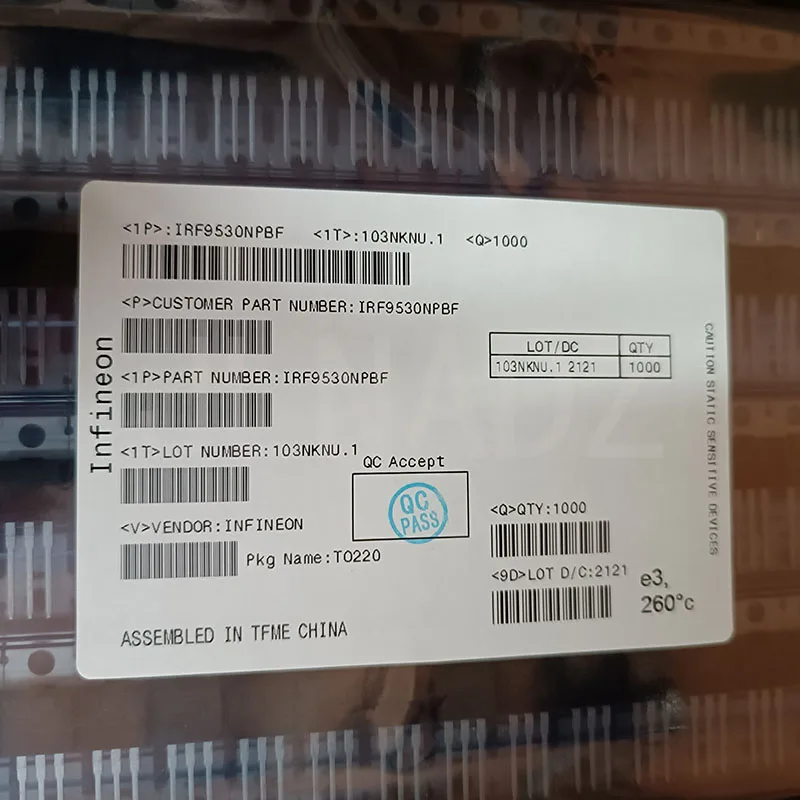 <1P>:IRF9530NPBF <1T>:103NKNU.1 <Q>1000
<P>CUSTOMER PART NUMBER:IRF9530NPBF
<1P>PART NUMBER:IRF9530NPBF
<1T>LOT NUMBER:103NKNU.1
<V>VENDOR:INFINEON
Pkg Name:TO220
ASSEMBLED IN TFME CHINA
Infineon
LOT/DC QTY
103NKNU.1 2121 1000
QC Accept
QC
PASS
<Q>QTY:1000
<9D>LOT D/C:2121
e3,
260°c
CAUTION STATIC SENSITIVE DEVICES